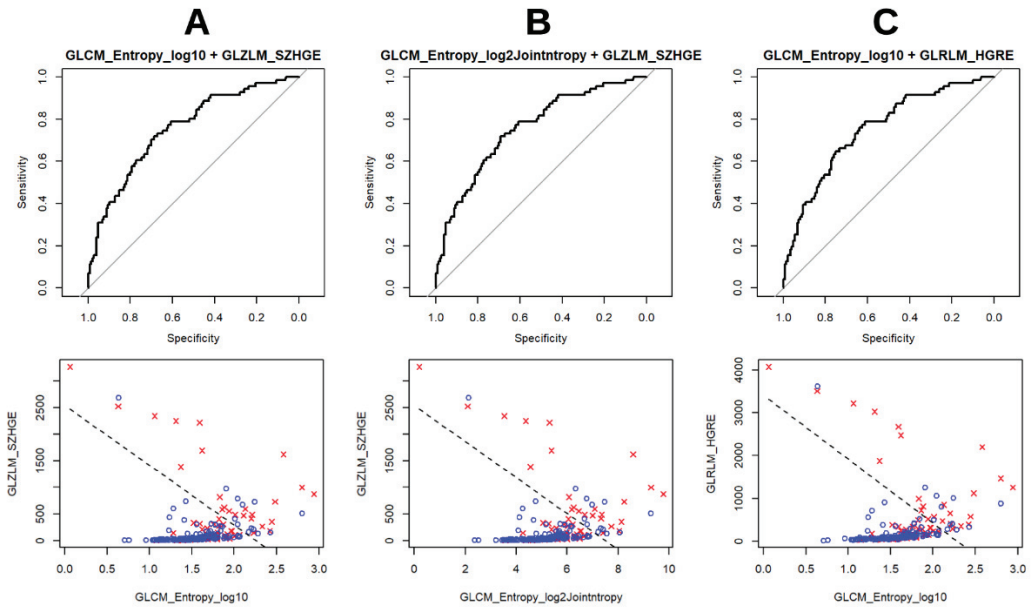 A
B
C
GLCM_Entropy_log10 + GLZLM_SZHGE
GLCM_Entropy_log2Jointntropy + GLZLM_SZHGE
GLCM_Entropy_log10 + GLRLM_HGRE
Sensitivity
1.0
0.8
0.6
0.4
0.2
0.0
1.0 0.8 0.6 0.4 0.2 0.0
Specificity
Sensitivity
1.0
0.8
0.6
0.4
0.2
0.0
1.0 0.8 0.6 0.4 0.2 0.0
Specificity
Sensitivity
1.0
0.8
0.6
0.4
0.2
0.0
1.0 0.8 0.6 0.4 0.2 0.0
Specificity
GLZLM_SZHGE
2500
1500
500
0
0.0 0.5 1.0 1.5 2.0 2.5 3.0
GLCM_Entropy_log10
GLZLM_SZHGE
2500
1500
500
0
0 2 4 6 8 10
GLCM_Entropy_log2Jointntropy
GLRLM_HGRE
4000
3000
2000
1000
0
0.0 0.5 1.0 1.5 2.0 2.5 3.0
GLCM_Entropy_log10